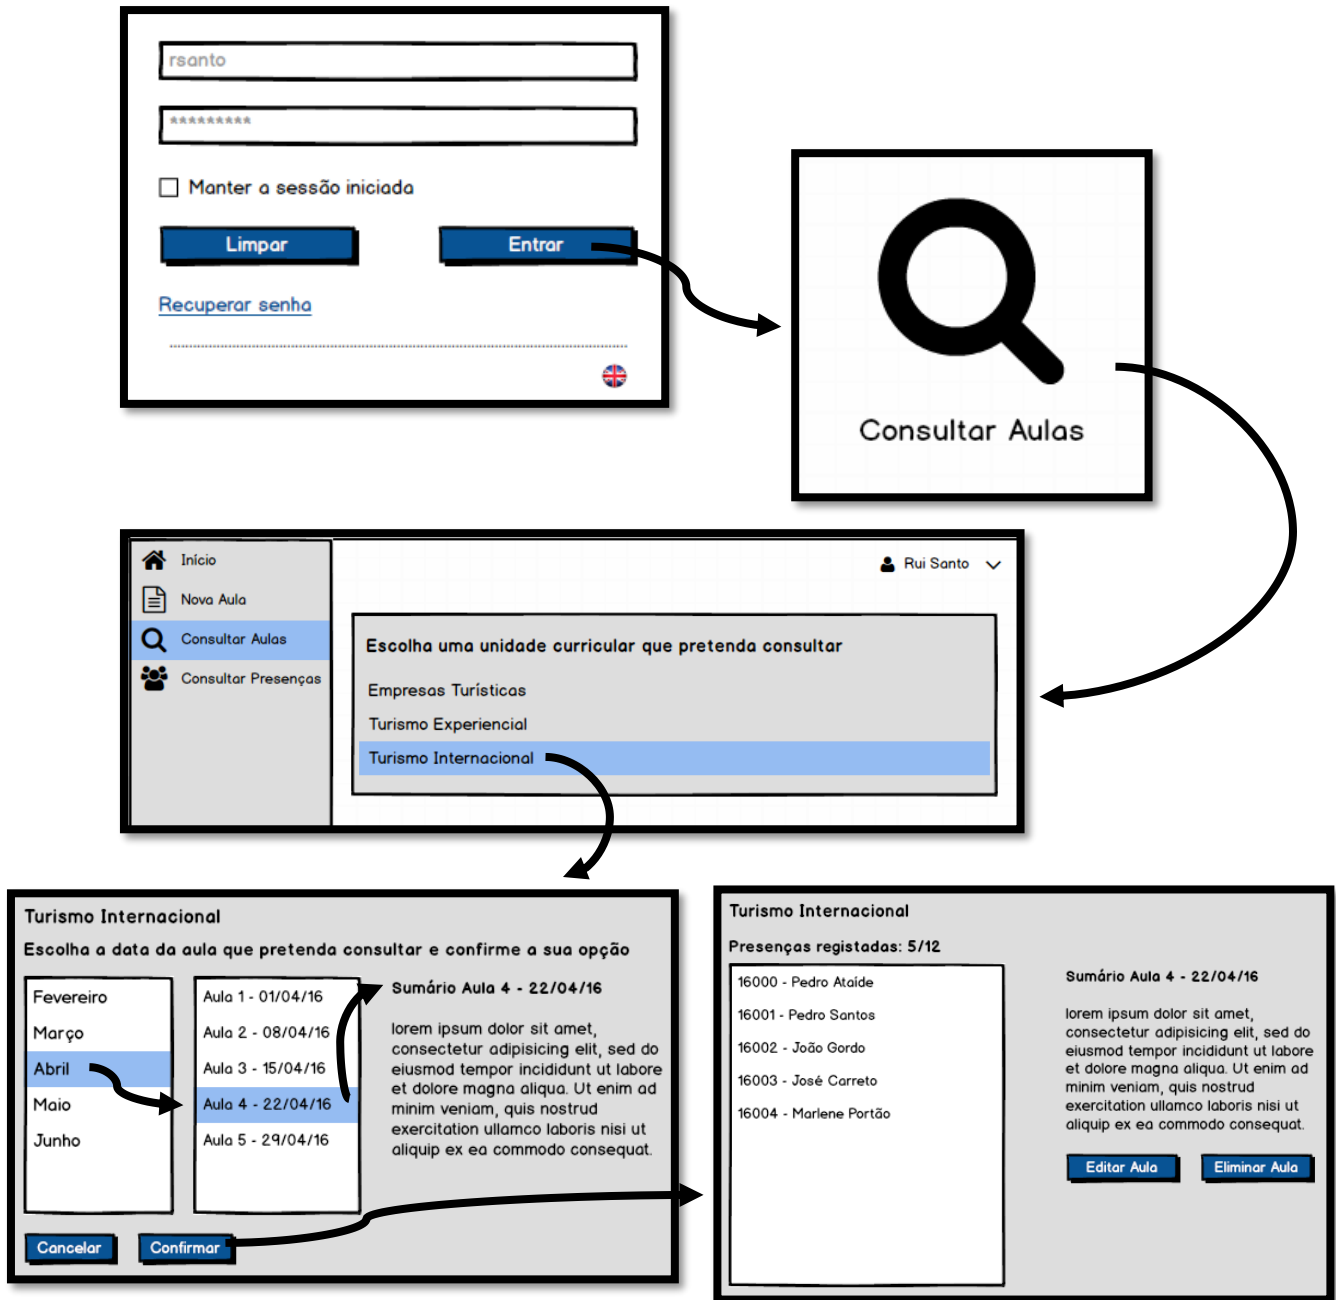 rsanto
*********
Manter a sessão iniciada
Limpar
Entrar
Recuperar senha
Consultar Aulas
Início
Nova Aula
Consultar Aulas
Consultar Presenças
Rui Santo
Escolha uma unidade curricular que pretenda consultar
Empresas Turísticas
Turismo Experiencial
Turismo Internacional
Turismo Internacional
Escolha a data da aula que pretenda consultar e confirme a sua opção
Fevereiro
Março
Abril
Maio
Junho
Aula 1 - 01/04/16
Aula 2 - 08/04/16
Aula 3 - 15/04/16
Aula 4 - 22/04/16
Aula 5 - 29/04/16
Sumário Aula 4 - 22/04/16
lorem ipsum dolor sit amet,
consectetur adipisicing elit, sed do
eiusmod tempor incididunt ut labore
et dolore magna aliqua. Ut enim ad
minim veniam, quis nostrud
exercitation ullamco laboris nisi ut
aliquip ex ea commodo consequat.
Cancelar
Confirmar
Turismo Internacional
Presenças registadas: 5/12
16000 - Pedro Ataíde
16001 - Pedro Santos
16002 - João Gordo
16003 - José Carreto
16004 - Marlene Portão
Sumário Aula 4 - 22/04/16
lorem ipsum dolor sit amet,
consectetur adipisicing elit, sed do
eiusmod tempor incididunt ut labore
et dolore magna aliqua. Ut enim ad
minim veniam, quis nostrud
exercitation ullamco laboris nisi ut
aliquip ex ea commodo consequat.
Editar Aula
Eliminar Aula